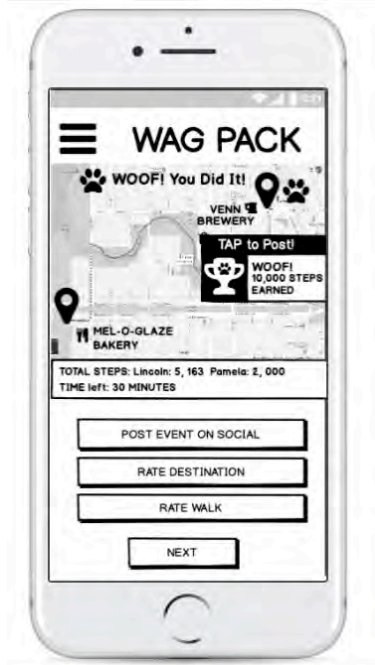 WAG PACK
WOOF! You Did It!
VENN
BREWERY
TAP to Post!
WOOF!
10,000 STEPS
EARNED
MEL-O-GLAZE
BAKERY
TOTAL STEPS: Lincoln: 5, 163 Pamela: 2, 000
TIME left: 30 MINUTES
POST EVENT ON SOCIAL
RATE DESTINATION
RATE WALK
NEXT